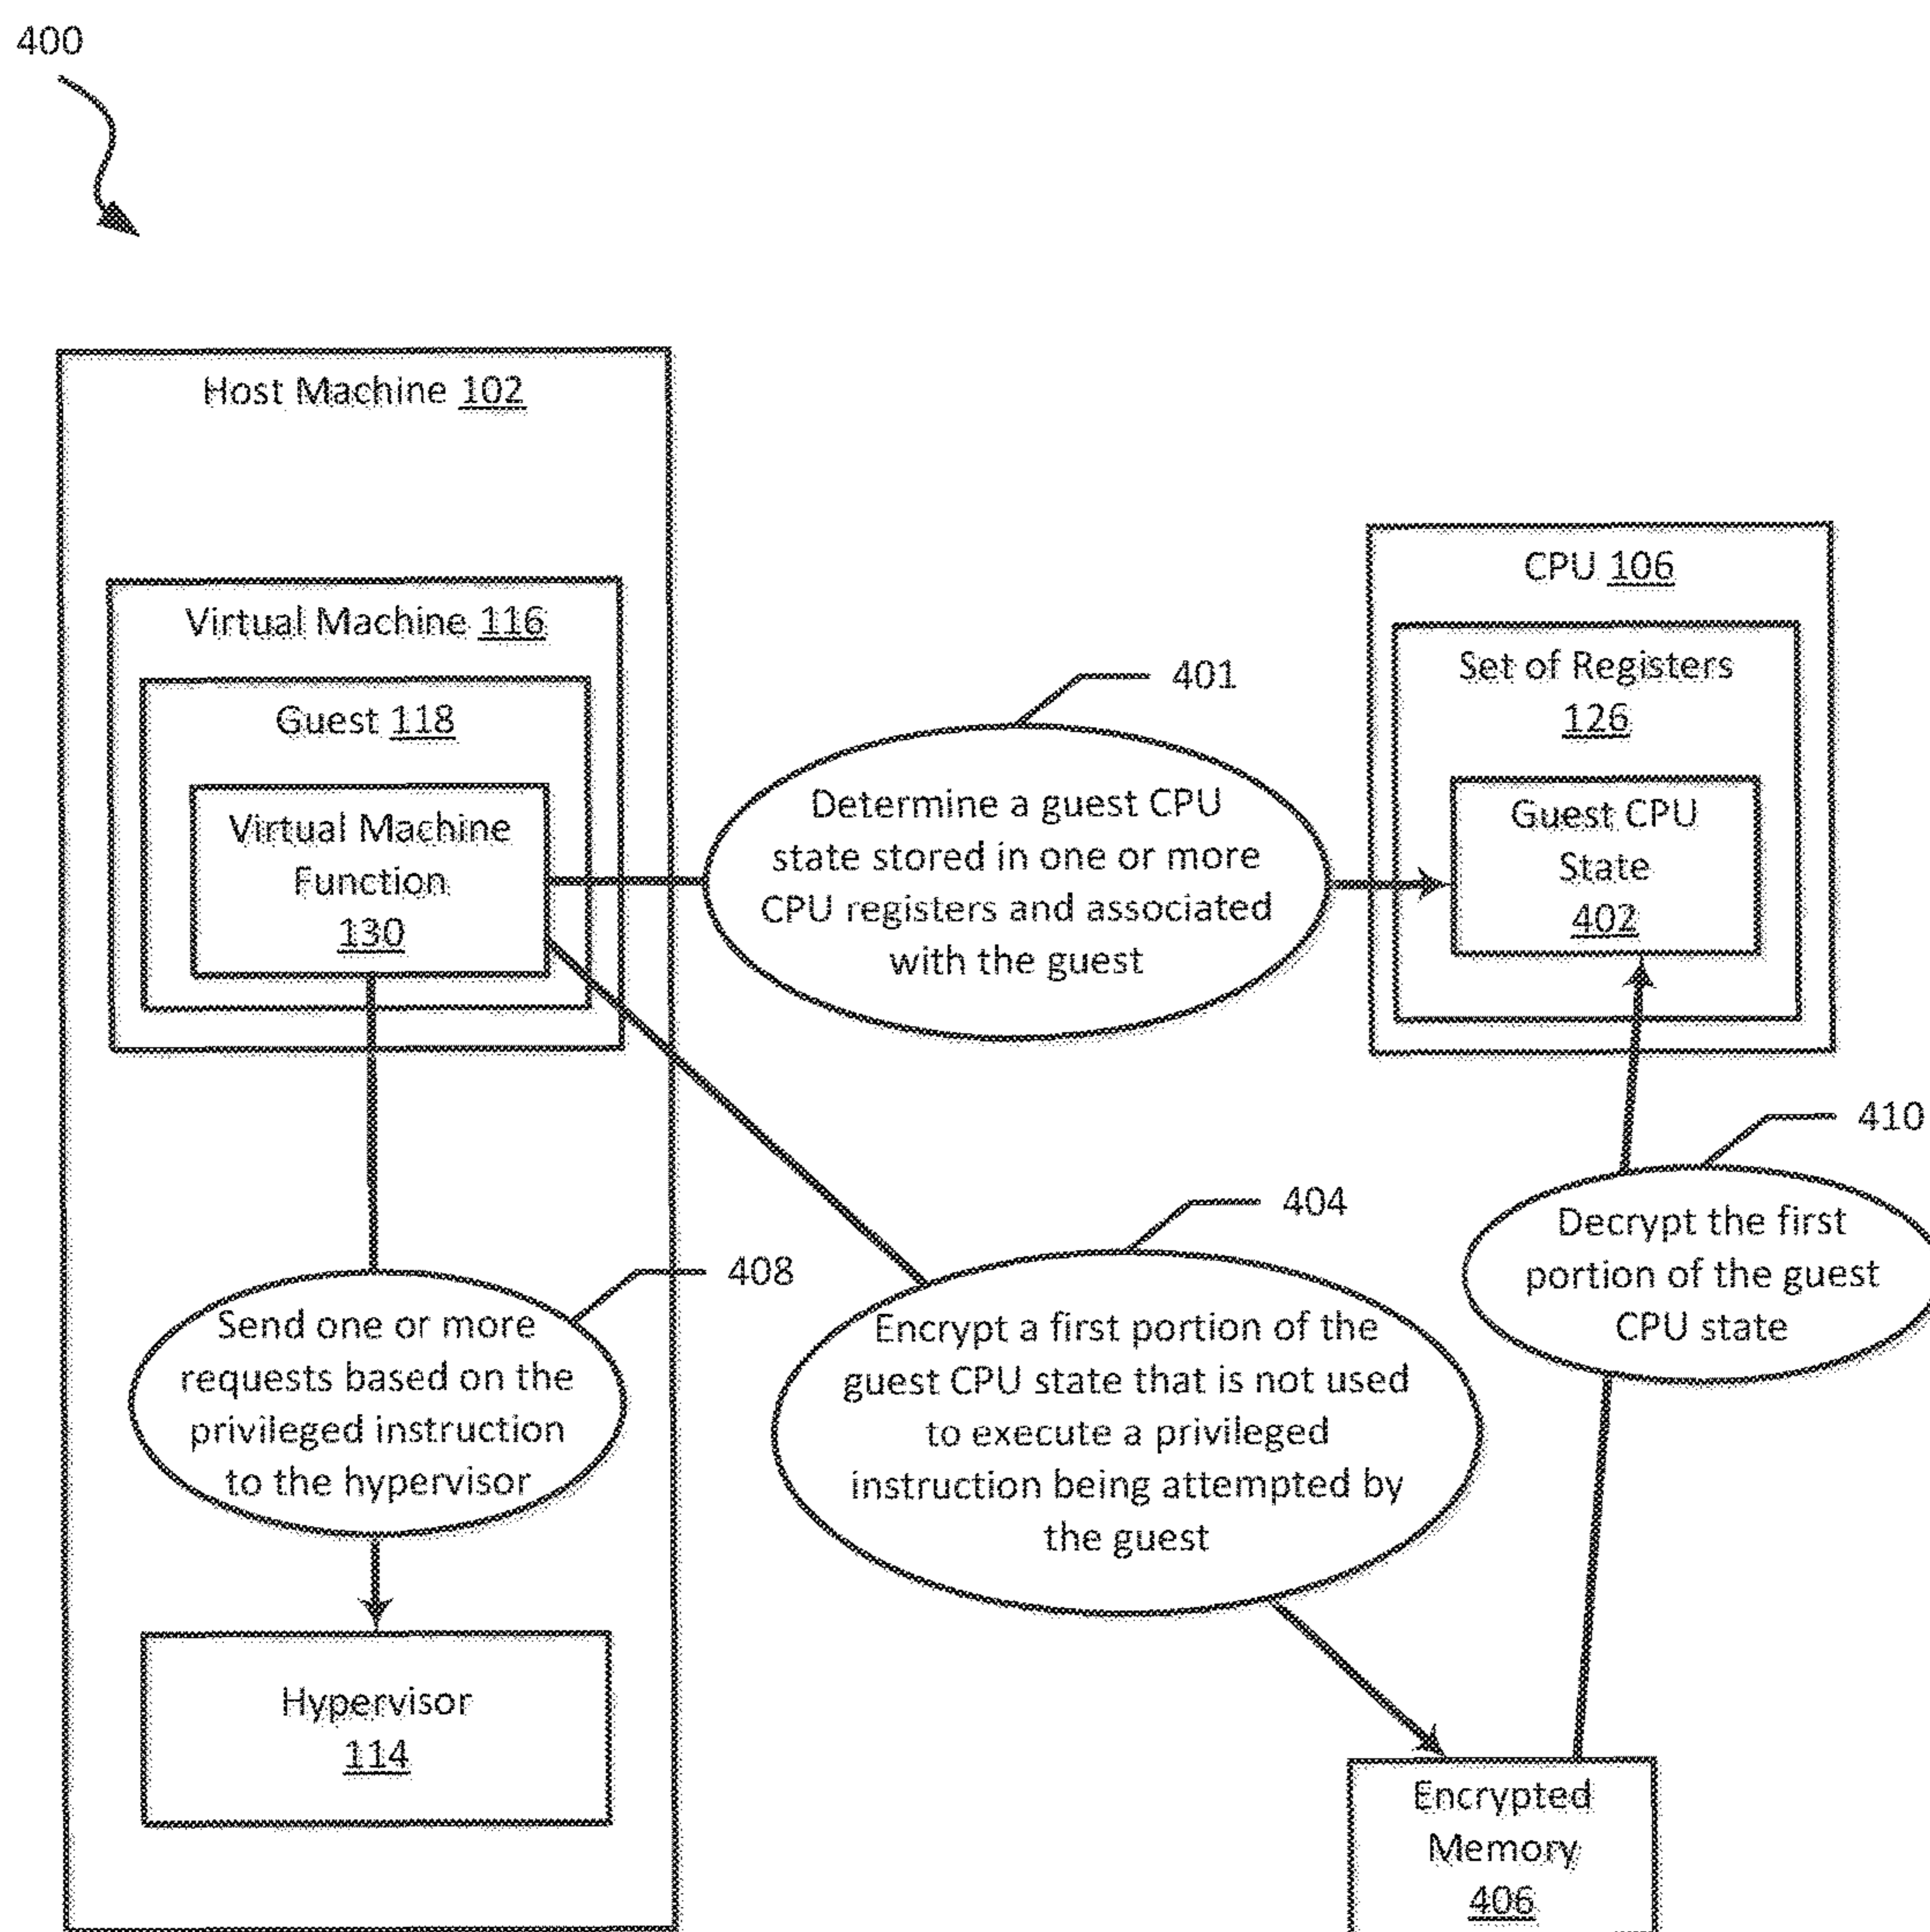 400
Host Machine 102
Virtual Machine 116
Guest 118
Virtual Machine
Function
130
401
Determine a guest CPU
state stored in one or more
CPU registers and associated
with the guest
CPU 106
Set of Registers
126
Guest CPU
State
402
408
Send one or more
requests based on the
privileged instruction
to the hypervisor
404
Encrypt a first portion of the
guest CPU state that is not used
to execute a privileged
instruction being attempted by
the guest
410
Decrypt the first
portion of the guest
CPU state
Hypervisor
114
Encrypted
Memory
406